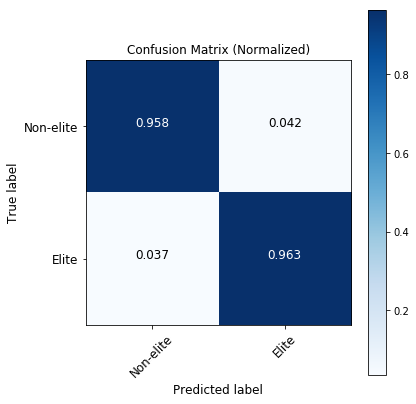 Confusion Matrix (Normalized)
True label
Non-elite
0.958
0.042
Elite
0.037
0.963
Non-elite
Elite
Predicted label
0.8
0.6
0.4
0.2